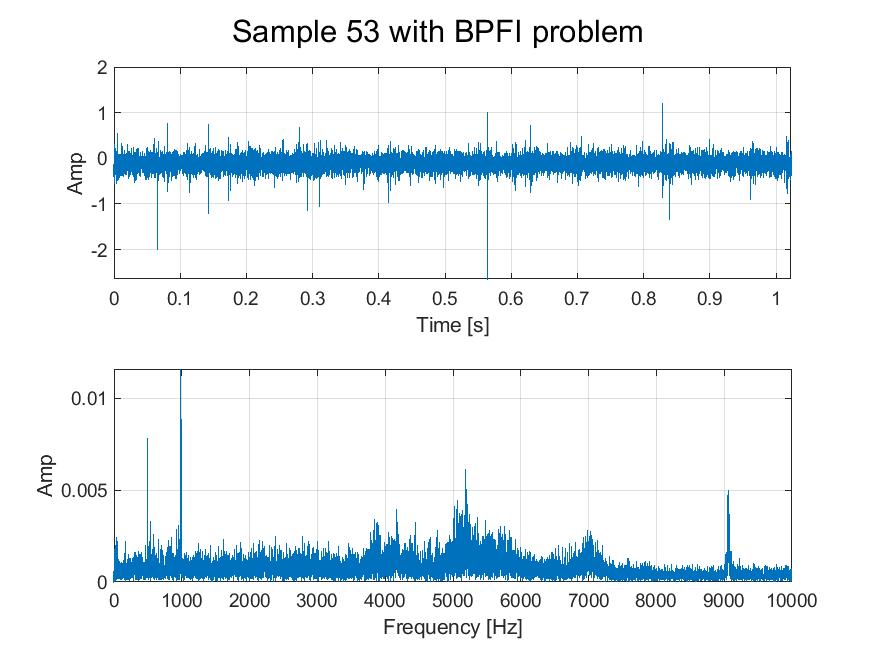 Sample 53 with BPFI problem
2
1
0
-1
-2
Amp
0 0.1 0.2 0.3 0.4 0.5 0.6 0.7 0.8 0.9 1
Time [s]
0.01
0.005
0
Amp
0 1000 2000 3000 4000 5000 6000 7000 8000 9000 10000
Frequency [Hz]